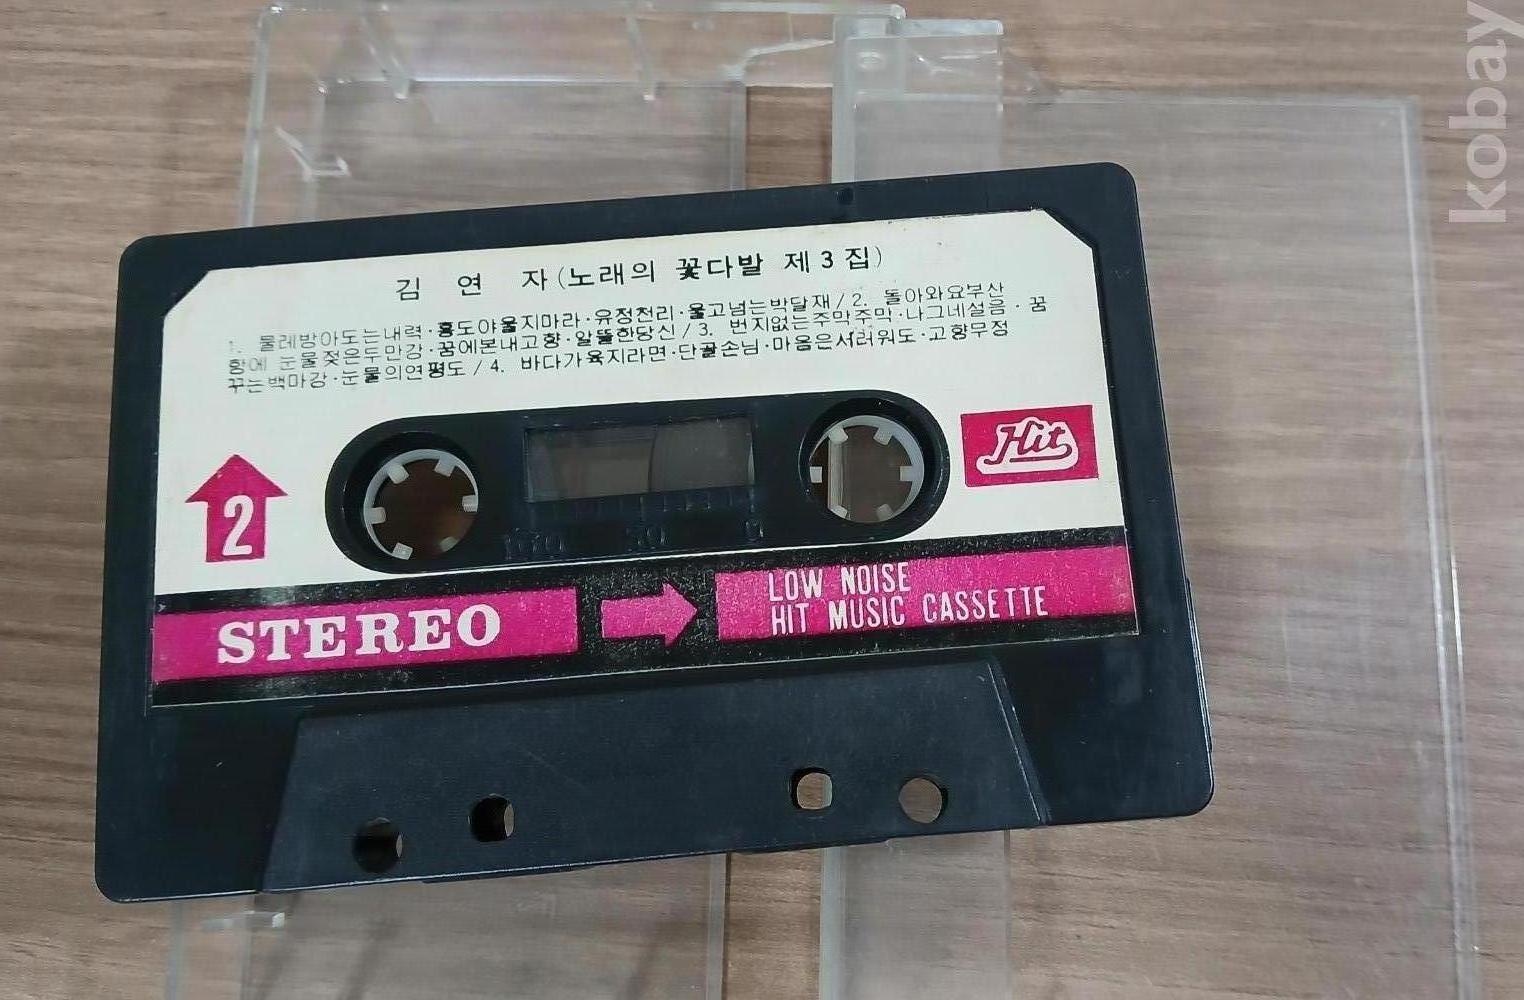 김 연 자 (노래의 꽃다발 제3집)
1. 물레방아도는내력·홍도야울지마라·유정천리·울고넘는박달재/2. 돌아와요부산
항에 눈물젖은두만강·꿈에본내고향·알뜰한당신/3. 번지없는주막주막·나그네설음·꿈
꾸는백마강·눈물의연평도/4. 바다가육지라면·단골손님·마음은서러워도·고향무정
2
Hit
100 50 0
STEREO
LOW NOISE
HIT MUSIC CASSETTE
kobay